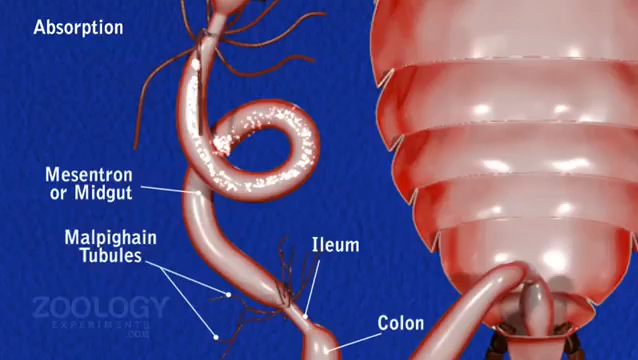 Absorption
Mesentron
or Midgut
Malpighain
Tubules
Ileum
Colon
ZOOLOGY
EXPERIMENTS
.COM